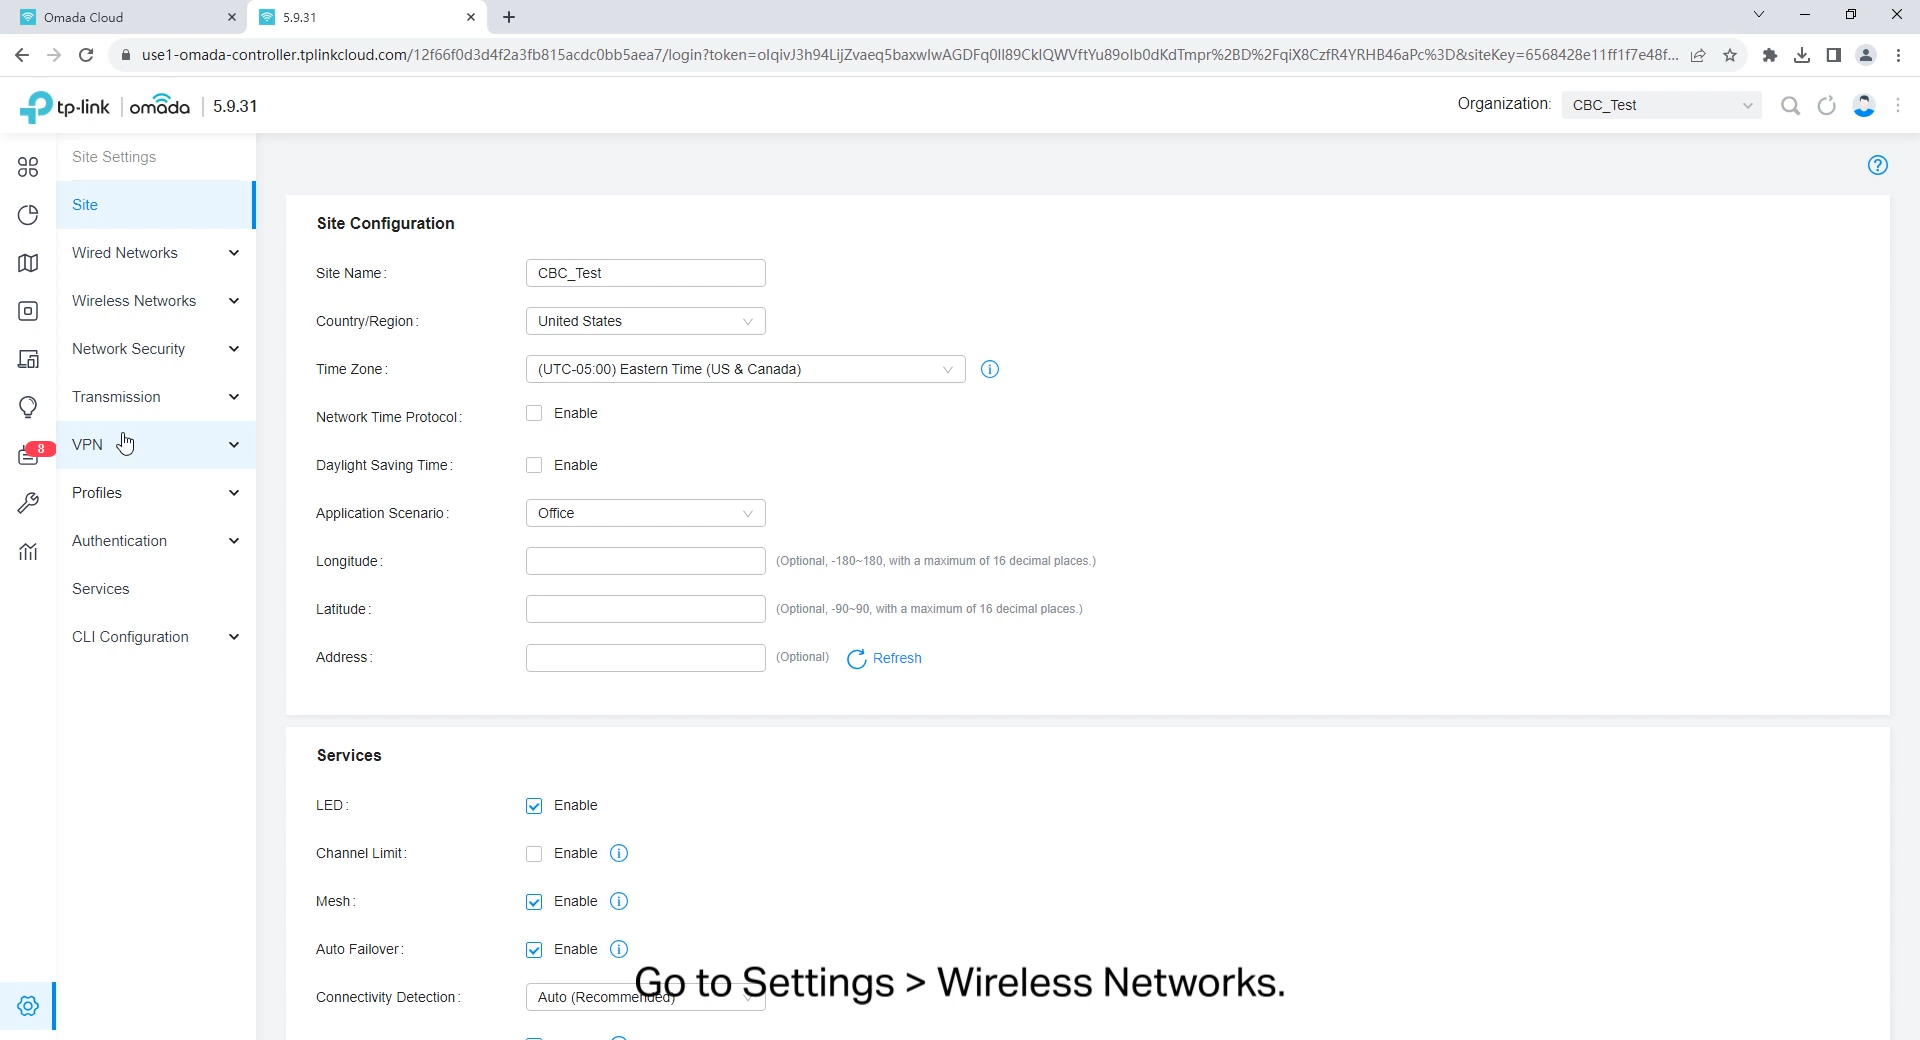 Omada Cloud
5.9.31
use1-omada-controller.tplinkcloud.com/12f66f0d3d4f2a3fb815acdc0bb5aea7/login?token=oIqivJ3h94LijZvaeq5baxwIwAGDFq0Il89CkIQWVftYu89oIb0dKdTmpr%2BD%2FqiX8CzfR4YRHB46aPc%3D&siteKey=6568428e11ff1f7e48f...
tp-link | omada | 5.9.31
Organization: CBC_Test
Site Settings
Site
Wired Networks
Wireless Networks
Network Security
Transmission
VPN
8
Profiles
Authentication
Services
CLI Configuration
Site Configuration
Site Name: CBC_Test
Country/Region: United States
Time Zone: (UTC-05:00) Eastern Time (US & Canada)
Network Time Protocol: Enable
Daylight Saving Time: Enable
Application Scenario: Office
Longitude: (Optional, -180~180, with a maximum of 16 decimal places.)
Latitude: (Optional, -90~90, with a maximum of 16 decimal places.)
Address: (Optional) Refresh
Services
LED: Enable
Channel Limit: Enable
Mesh: Enable
Auto Failover: Enable
Connectivity Detection: Auto (Recommended)
Go to Settings > Wireless Networks.